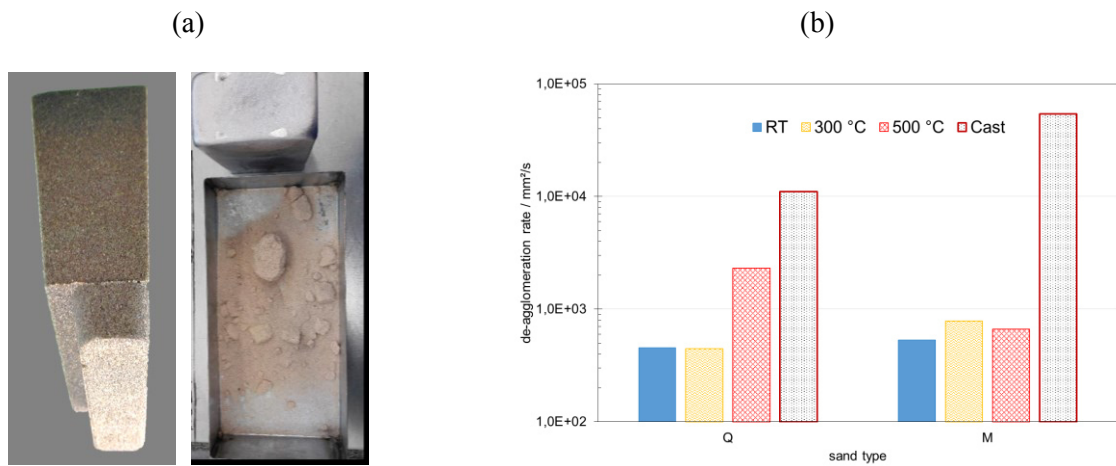 (a)
(b)
1,0E+05
1,0E+04
1,0E+03
1,0E+02
de-agglomeration rate / mm²/s
RT
300 °C
500 °C
Cast
Q
M
sand type